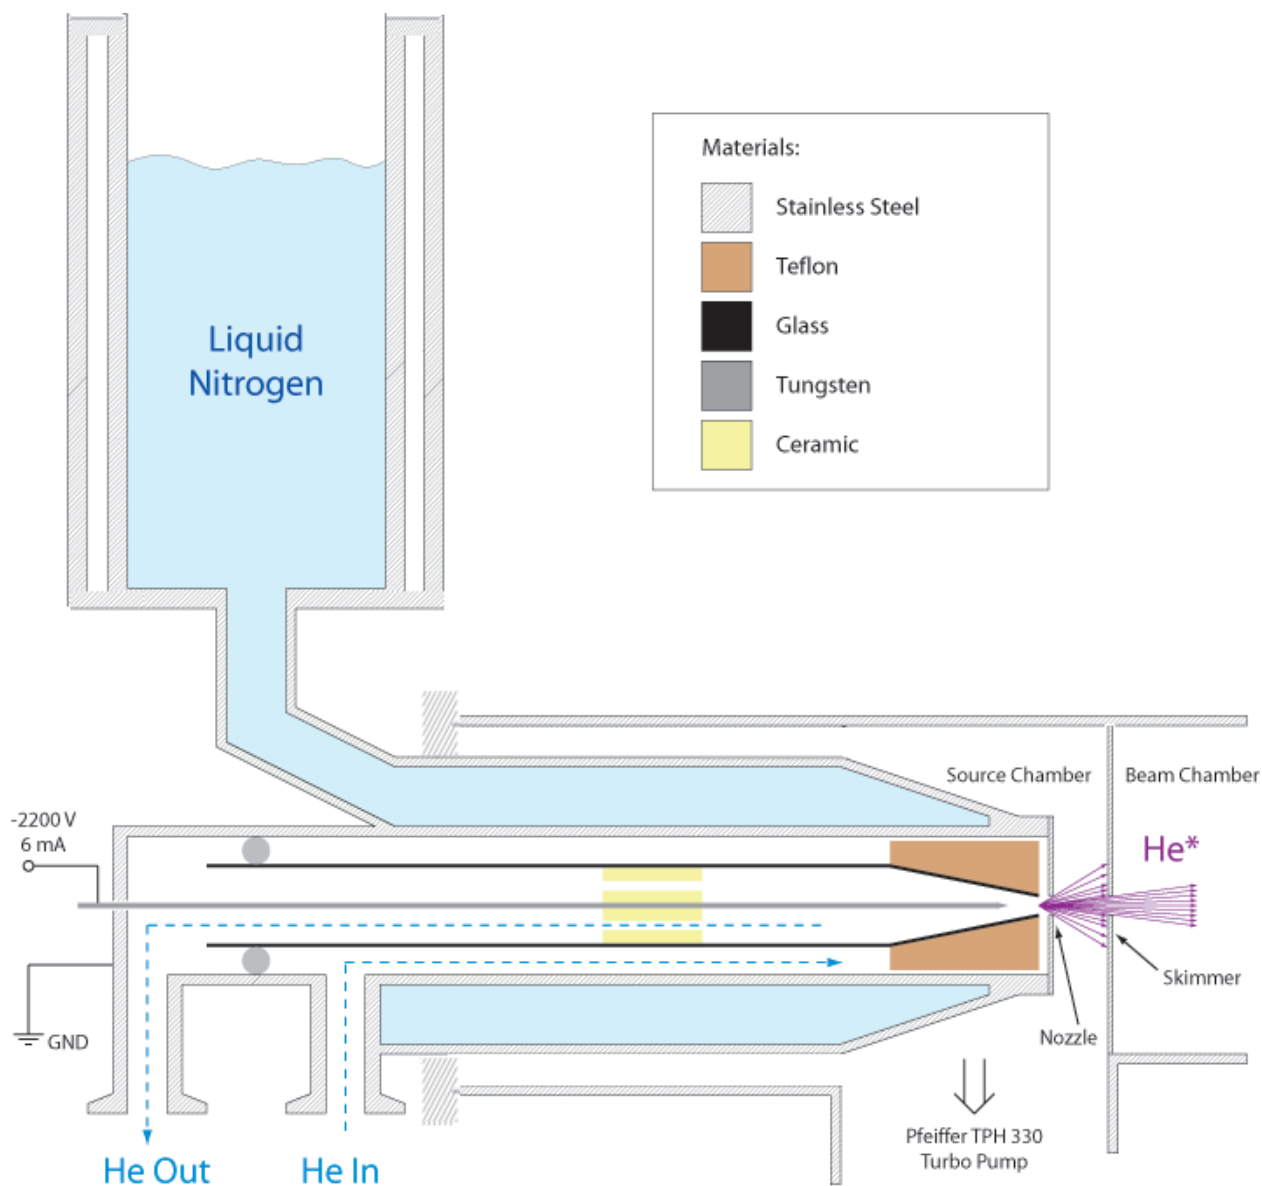 Materials:
Stainless Steel
Teflon
Glass
Tungsten
Ceramic
Liquid
Nitrogen
Source Chamber
Beam Chamber
-2200 V
6 mA
He*
Skimmer
Nozzle
GND
Pfeiffer TPH 330
Turbo Pump
He Out
He In